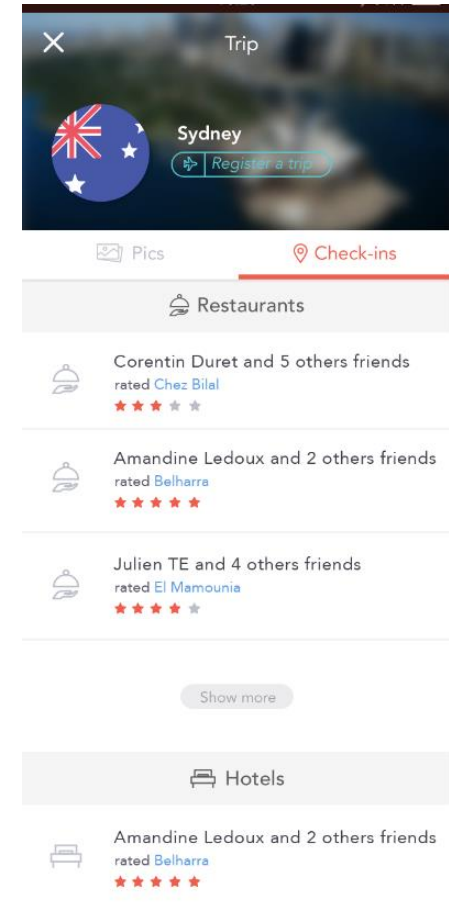 Trip
Sydney
Register a trip
Pics
Check-ins
Restaurants
Corentin Duret and 5 others friends
rated Chez Bilal
Amandine Ledoux and 2 others friends
rated Belharra
Julien TE and 4 others friends
rated El Mamounia
Show more
Hotels
Amandine Ledoux and 2 others friends
rated Belharra